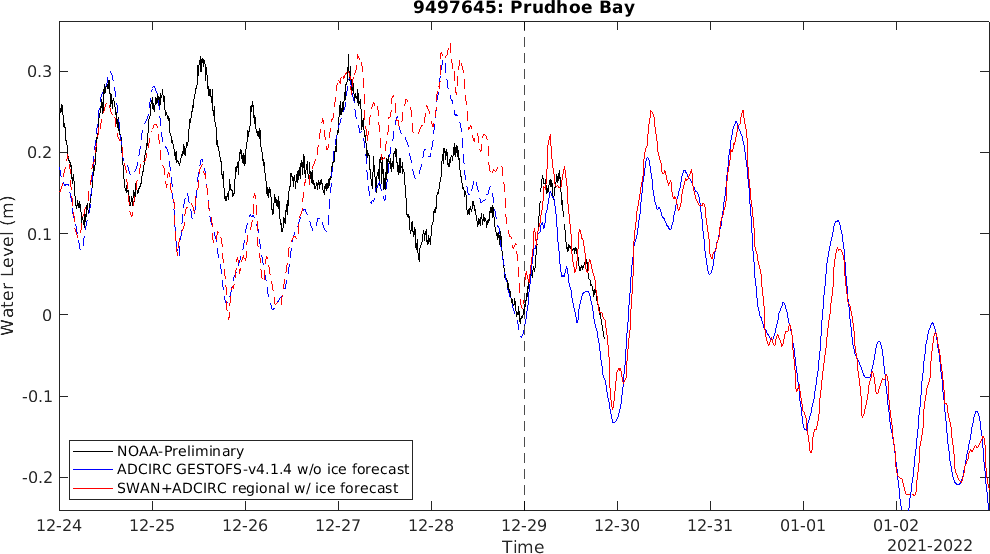 9497645: Prudhoe Bay
Water Level (m)
0.3
0.2
0.1
0
-0.1
-0.2
NOAA-Preliminary
ADCIRC GESTOFS-v4.1.4 w/o ice forecast
SWAN+ADCIRC regional w/ ice forecast
12-24 12-25 12-26 12-27 12-28 12-29 12-30 12-31 01-01 01-02
Time
2021-2022